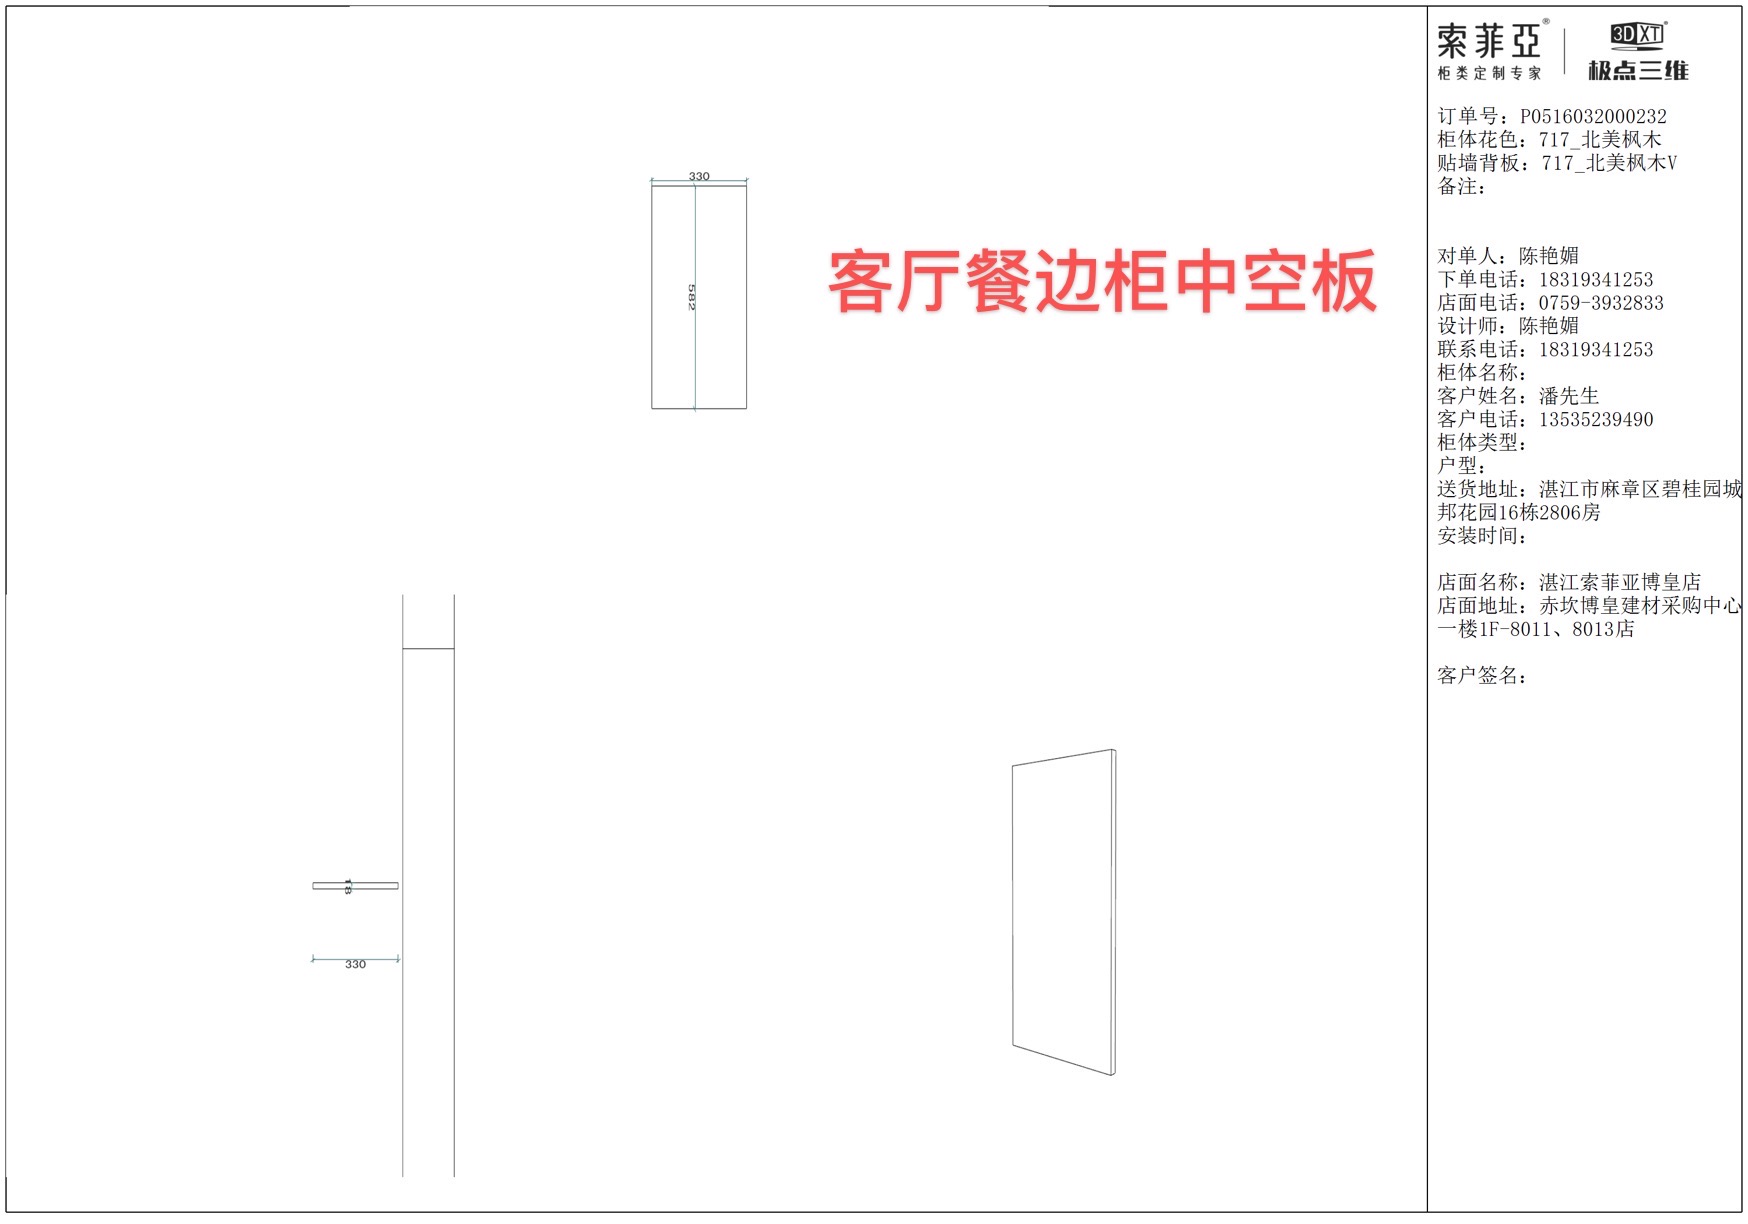 330
582
客厅餐边柜中空板
18
330
索菲亞®
柜类定制专家
3DXT®
极点三维
订单号：P0516032000232
柜体花色：717_北美枫木
贴墙背板：717_北美枫木V
备注：
对单人：陈艳媚
下单电话：18319341253
店面电话：0759-3932833
设计师：陈艳媚
联系电话：18319341253
柜体名称：
客户姓名：潘先生
客户电话：13535239490
柜体类型：
户型：
送货地址：湛江市麻章区碧桂园城
邦花园16栋2806房
安装时间：
店面名称：湛江索菲亚博皇店
店面地址：赤坎博皇建材采购中心
一楼1F-8011、8013店
客户签名：